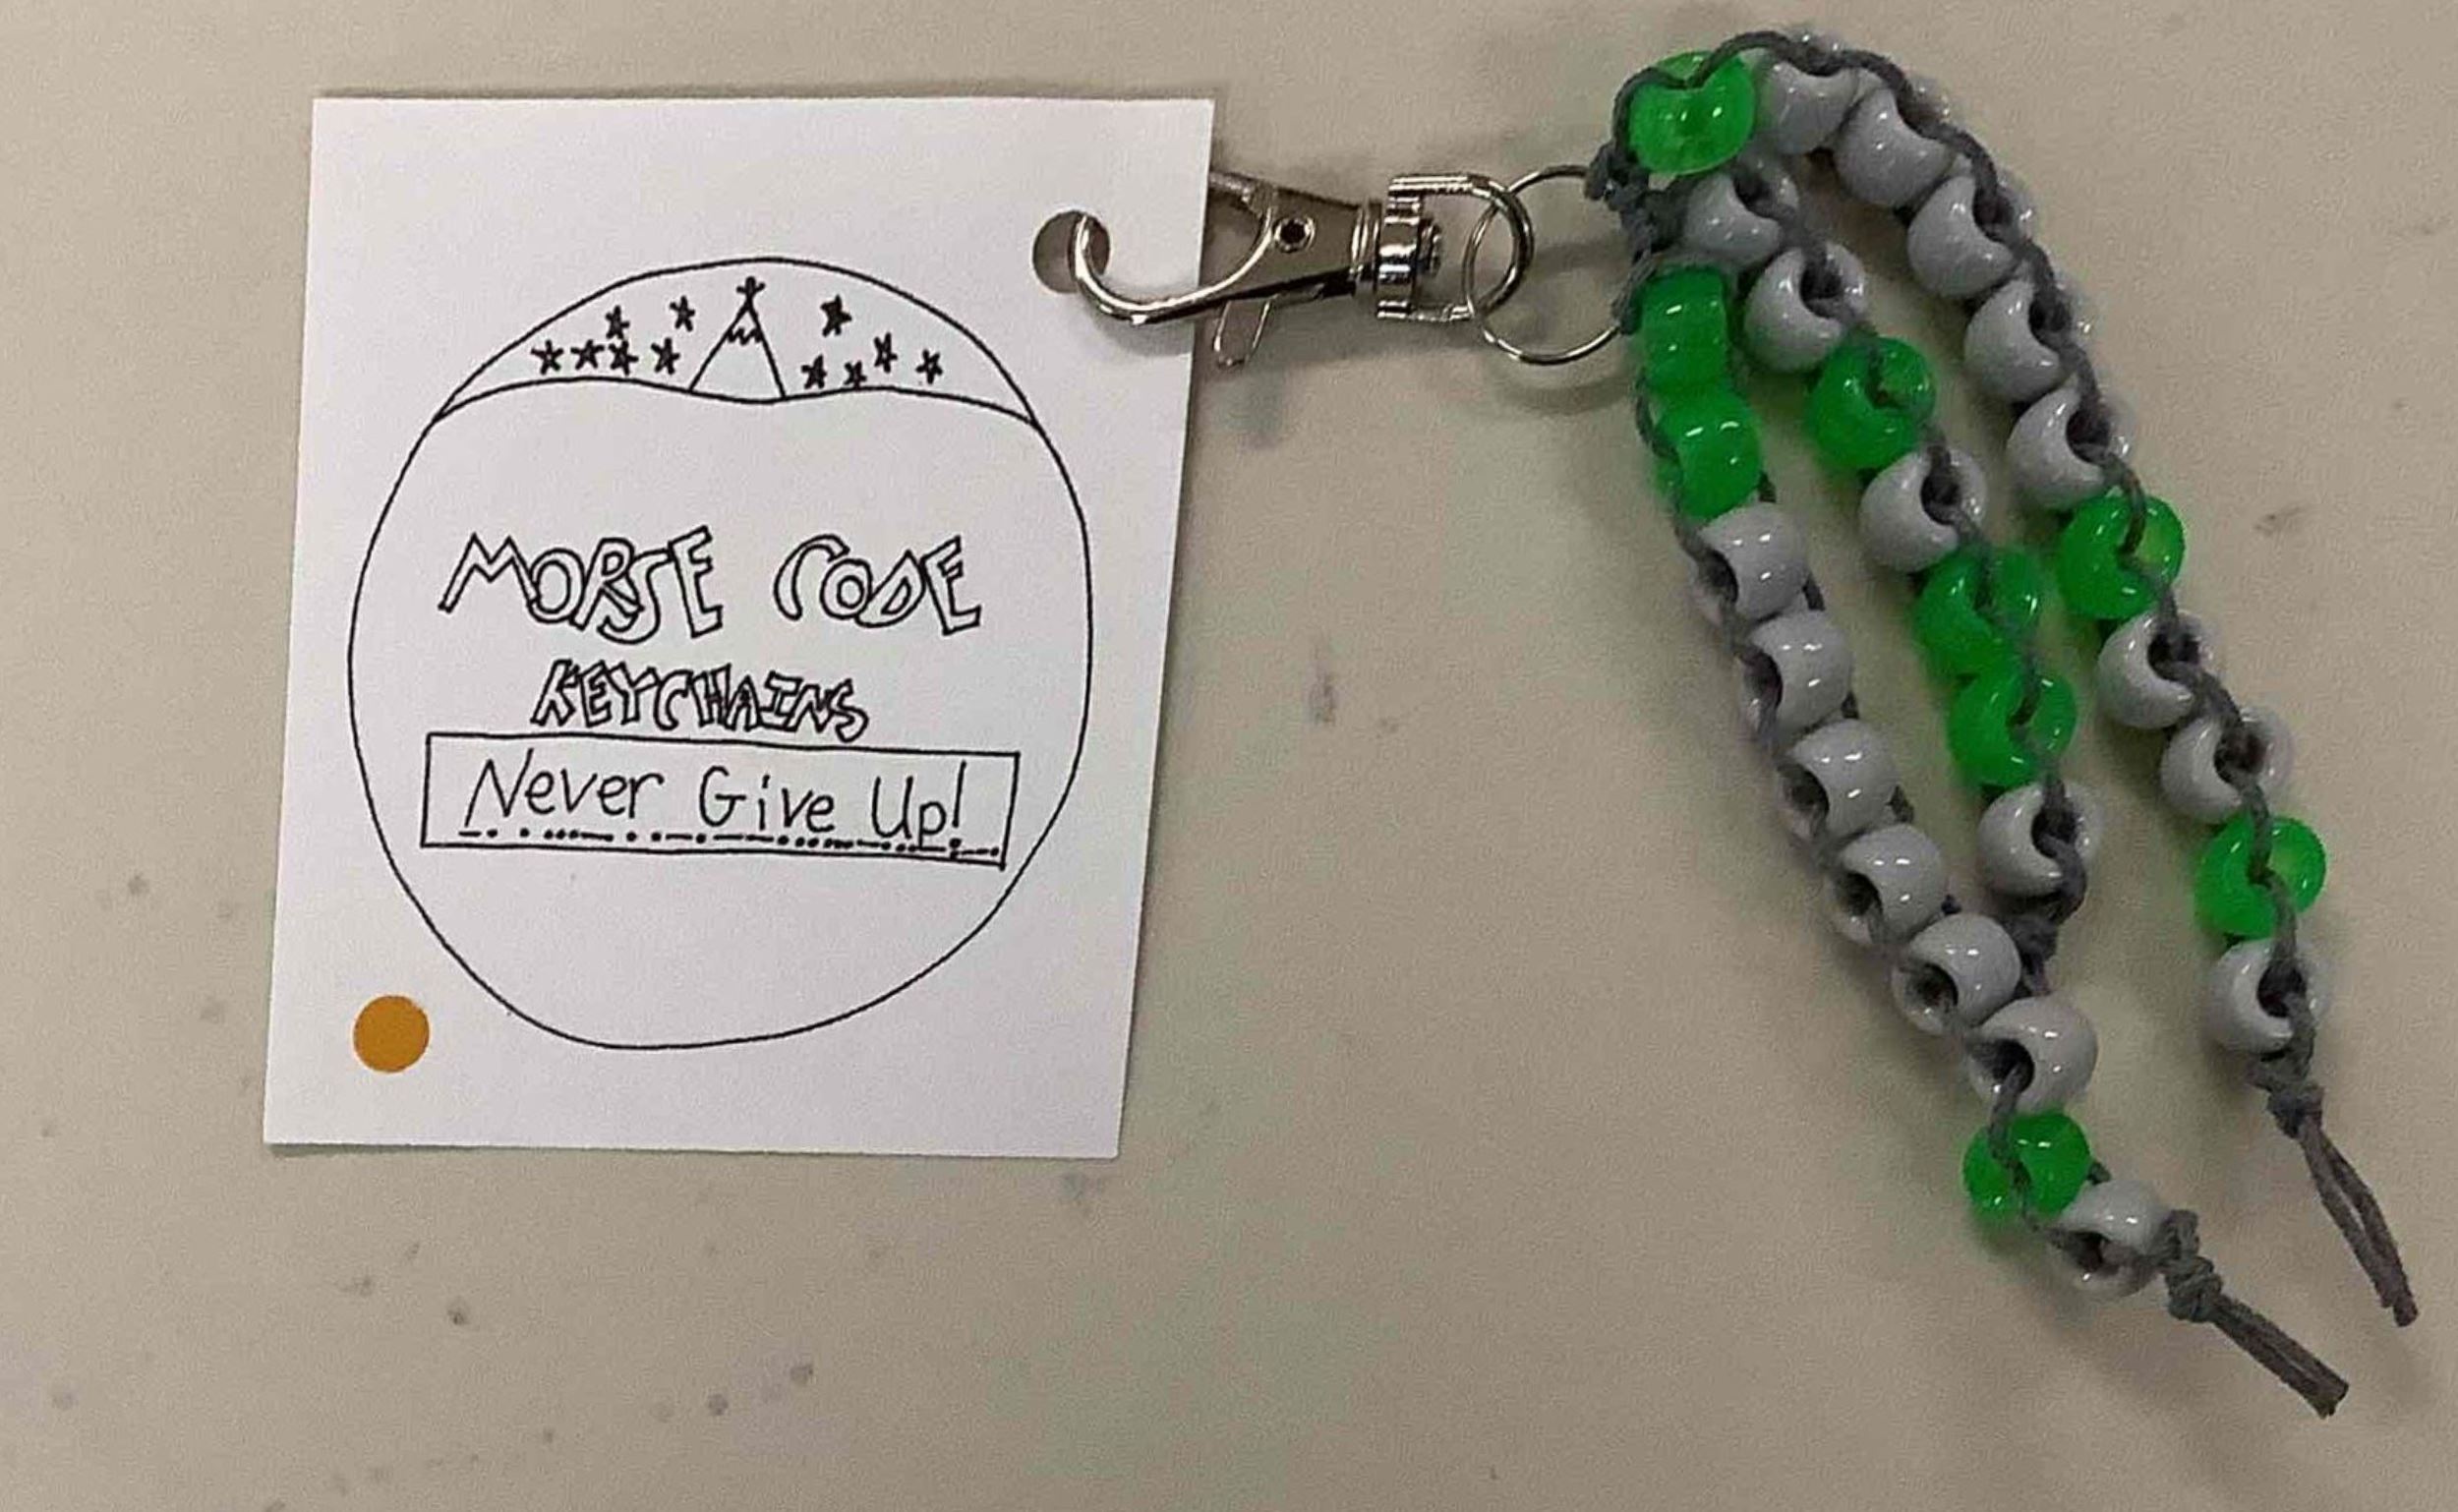 MORSE CODE
KEYCHAINS
Never Give Up!